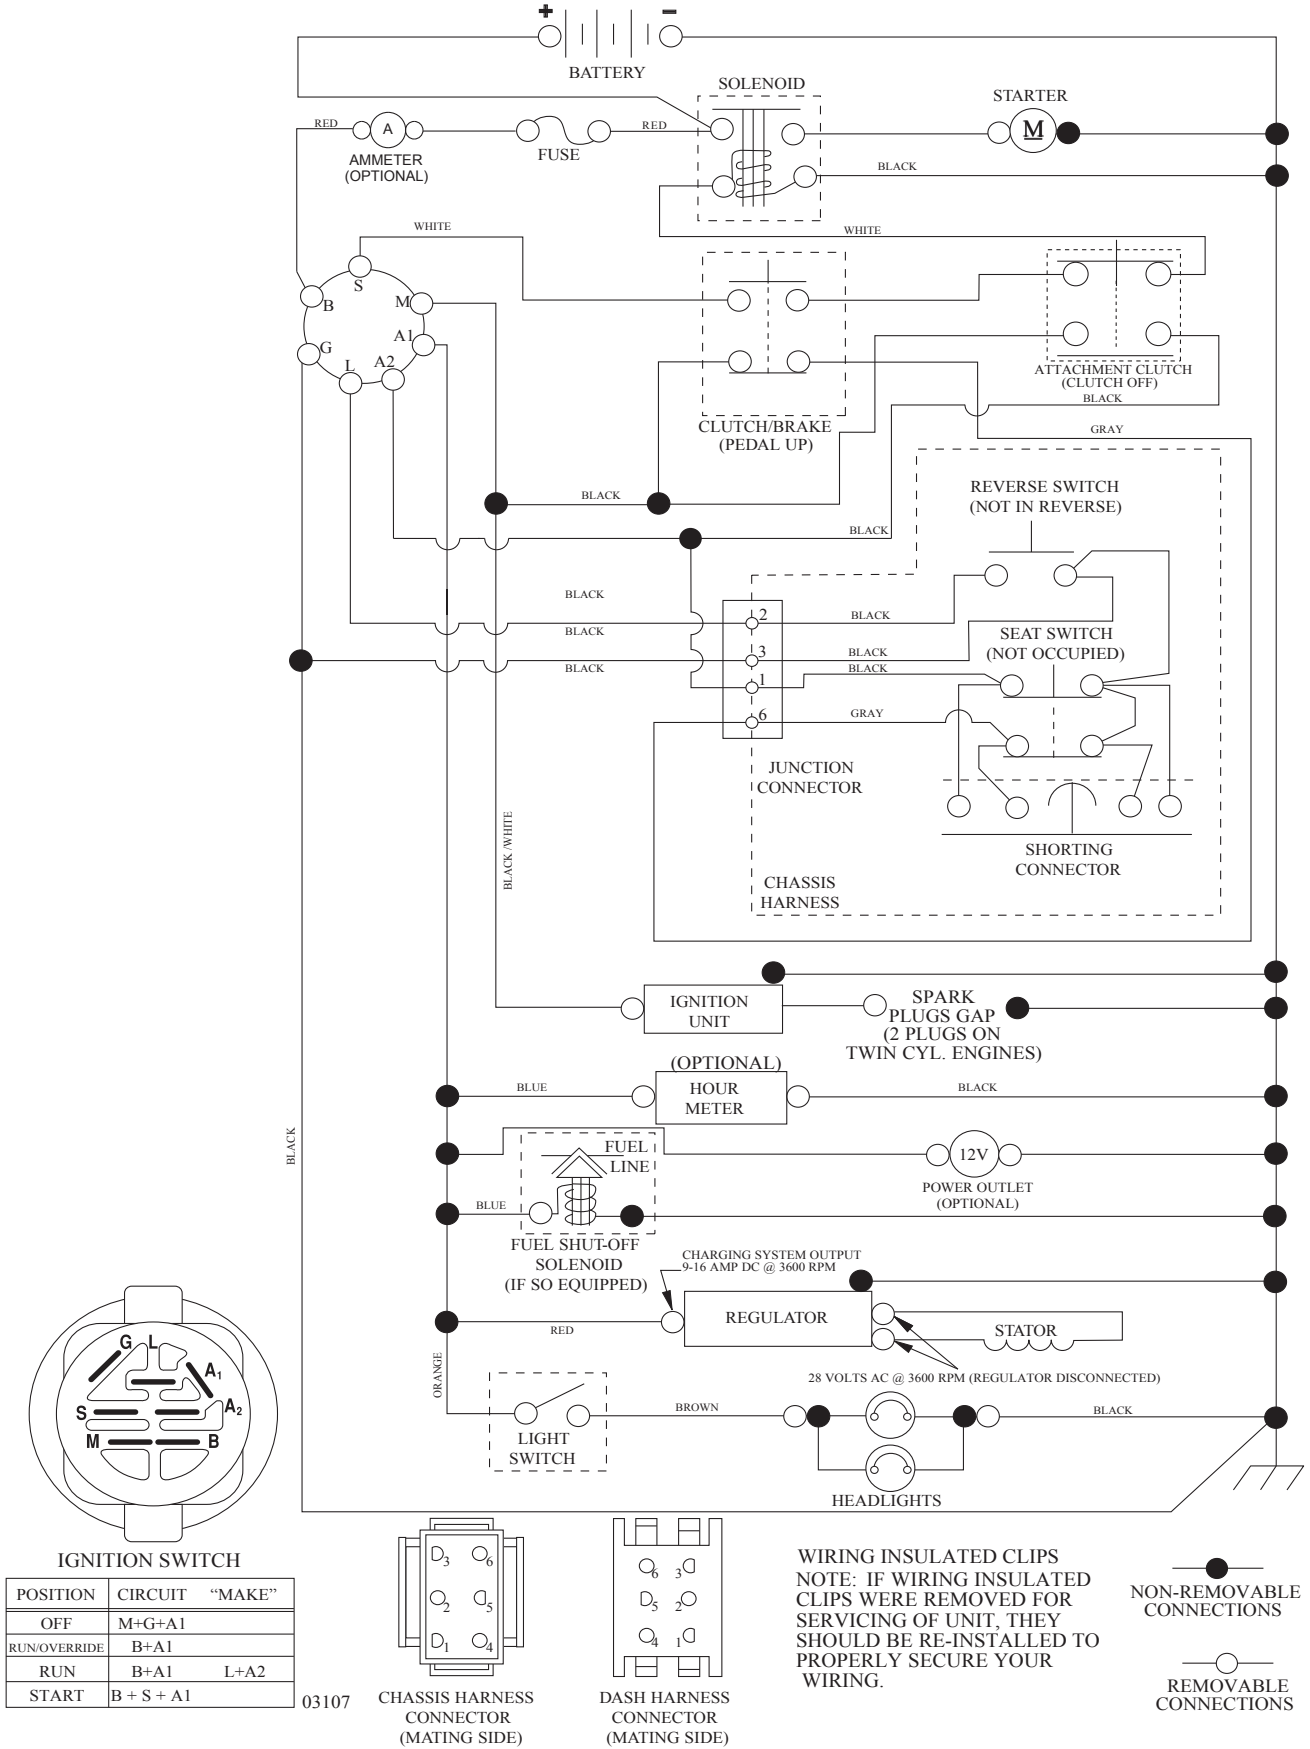 + −
BATTERY
SOLENOID
STARTER
RED
A
RED
M
AMMETER
(OPTIONAL)
FUSE
BLACK
WHITE
WHITE
S
B
M
A1
G
L
A2
ATTACHMENT CLUTCH
(CLUTCH OFF)
BLACK
CLUTCH/BRAKE
(PEDAL UP)
GRAY
REVERSE SWITCH
(NOT IN REVERSE)
BLACK
BLACK
BLACK
2
BLACK
BLACK
SEAT SWITCH
(NOT OCCUPIED)
3
BLACK
BLACK
1
BLACK
6
GRAY
JUNCTION
CONNECTOR
BLACK /WHITE
SHORTING
CONNECTOR
CHASSIS
HARNESS
IGNITION
UNIT
SPARK
PLUGS GAP
(2 PLUGS ON
TWIN CYL. ENGINES)
(OPTIONAL)
BLUE
HOUR
METER
BLACK
BLACK
FUEL
LINE
12V
POWER OUTLET
(OPTIONAL)
BLUE
FUEL SHUT-OFF
SOLENOID
(IF SO EQUIPPED)
CHARGING SYSTEM OUTPUT
9-16 AMP DC @ 3600 RPM
REGULATOR
RED
STATOR
ORANGE
28 VOLTS AC @ 3600 RPM (REGULATOR DISCONNECTED)
BROWN
BLACK
LIGHT
SWITCH
HEADLIGHTS
G L
A1
S
A2
M
B
IGNITION SWITCH
POSITION CIRCUIT “MAKE”
OFF M+G+A1
RUN/OVERRIDE B+A1
RUN B+A1 L+A2
START B + S + A1
03107
3 6
2 5
1 4
CHASSIS HARNESS
CONNECTOR
(MATING SIDE)
6 3
5 2
4 1
DASH HARNESS
CONNECTOR
(MATING SIDE)
WIRING INSULATED CLIPS
NOTE: IF WIRING INSULATED
CLIPS WERE REMOVED FOR
SERVICING OF UNIT, THEY
SHOULD BE RE-INSTALLED TO
PROPERLY SECURE YOUR
WIRING.
NON-REMOVABLE
CONNECTIONS
REMOVABLE
CONNECTIONS